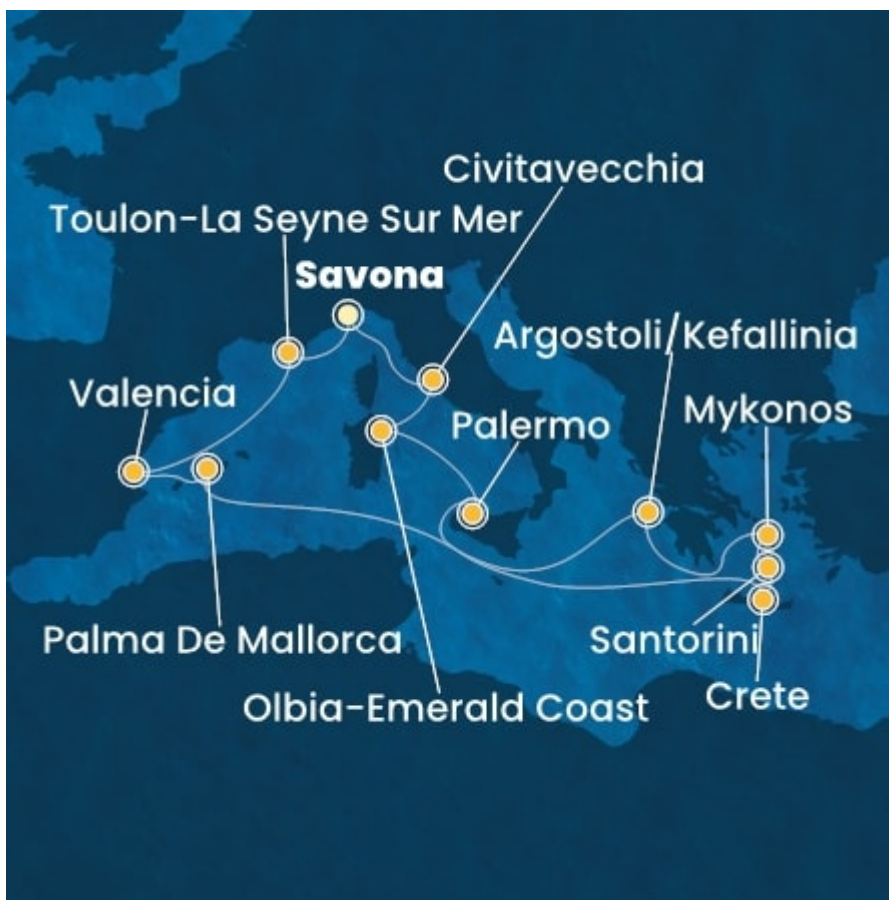 Civitavecchia
Toulon-La Seyne Sur Mer
Savona
Argostoli/Kefallinia
Valencia
Mykonos
Palermo
Palma De Mallorca
Santorini
Olbia-Emerald Coast
Crete